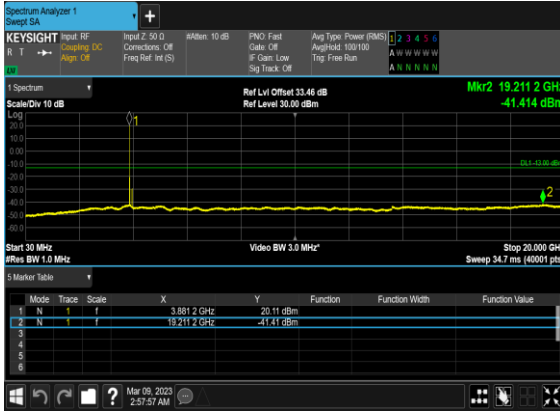 Spectrum Analyzer 1
Swept SA
+
KEYSIGHT Input: RF Input Z: 50 Ω #Atten: 10 dB PNO: Fast Avg Type: Power (RMS) 1 2 3 4 5 6
R T Coupling: DC Corrections: Off Gate: Off Avg|Hold: 100/100 A W W W W W
Align: Off Freq Ref: Int (S) IF Gain: Low Trig: Free Run
Sig Track: Off A N N N N N
1 Spectrum Ref Lvl Offset 33.46 dB Mkr2 19.211 2 GHz
Scale/Div 10 dB Ref Level 30.00 dBm -41.414 dBm
Log
20.0
10.0
0.00
-10.0
-20.0
-30.0
-40.0
-50.0
-60.0
1
DL1 -13.00 dBm
2
Start 30 MHz Video BW 3.0 MHz* Stop 20.000 GH
#Res BW 1.0 MHz Sweep 34.7 ms (40001 pts
5 Marker Table
Mode Trace Scale X Y Function Function Width Function Value
1 N 1 f 3.881 2 GHz 20.11 dBm
2 N 1 f 19.211 2 GHz -41.41 dBm
3
4
5
6
? Mar 09, 2023
2:57:57 AM